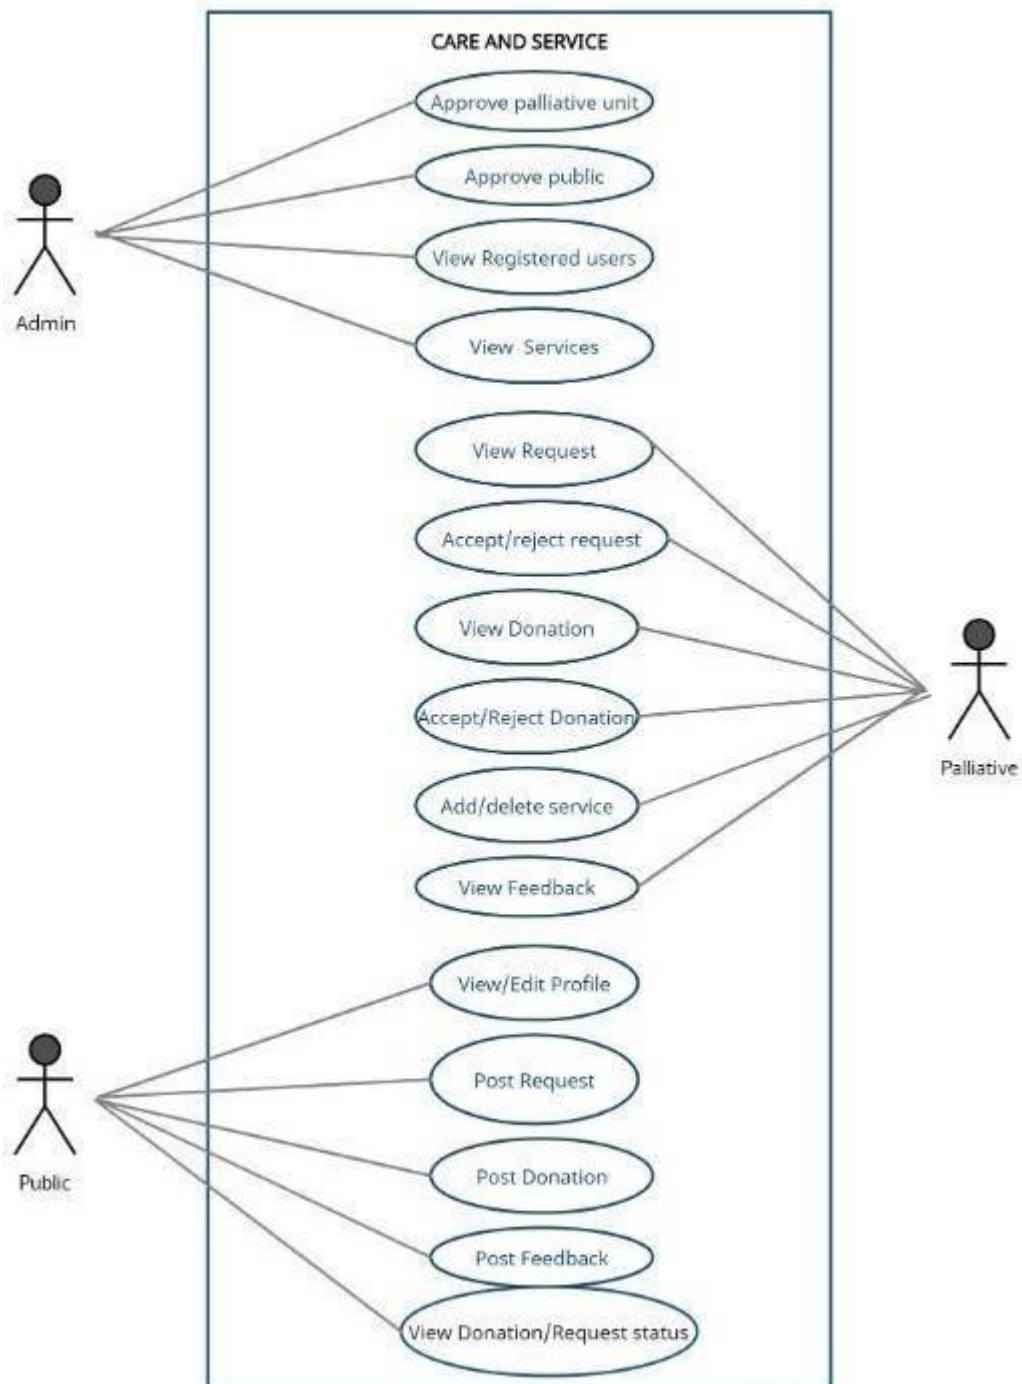 CARE AND SERVICE
Approve palliative unit
Approve public
View Registered users
View Services
Admin
View Request
Accept/reject request
View Donation
Accept/Reject Donation
Add/delete service
View Feedback
Palliative
View/Edit Profile
Post Request
Post Donation
Post Feedback
View Donation/Request status
Public